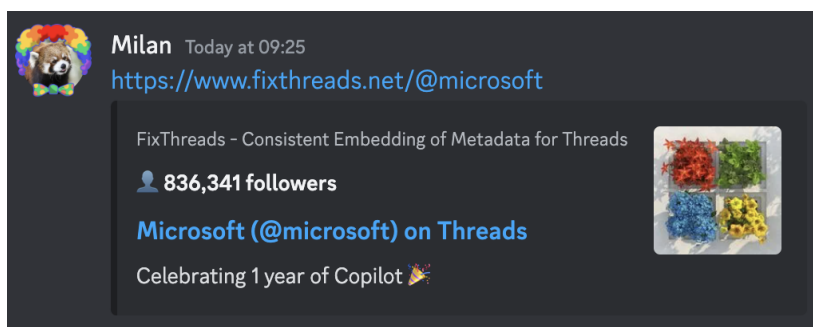 Milan Today at 09:25
https://www.fixthreads.net/@microsoft
FixThreads - Consistent Embedding of Metadata for Threads
👤 836,341 followers
Microsoft (@microsoft) on Threads
Celebrating 1 year of Copilot 🎉